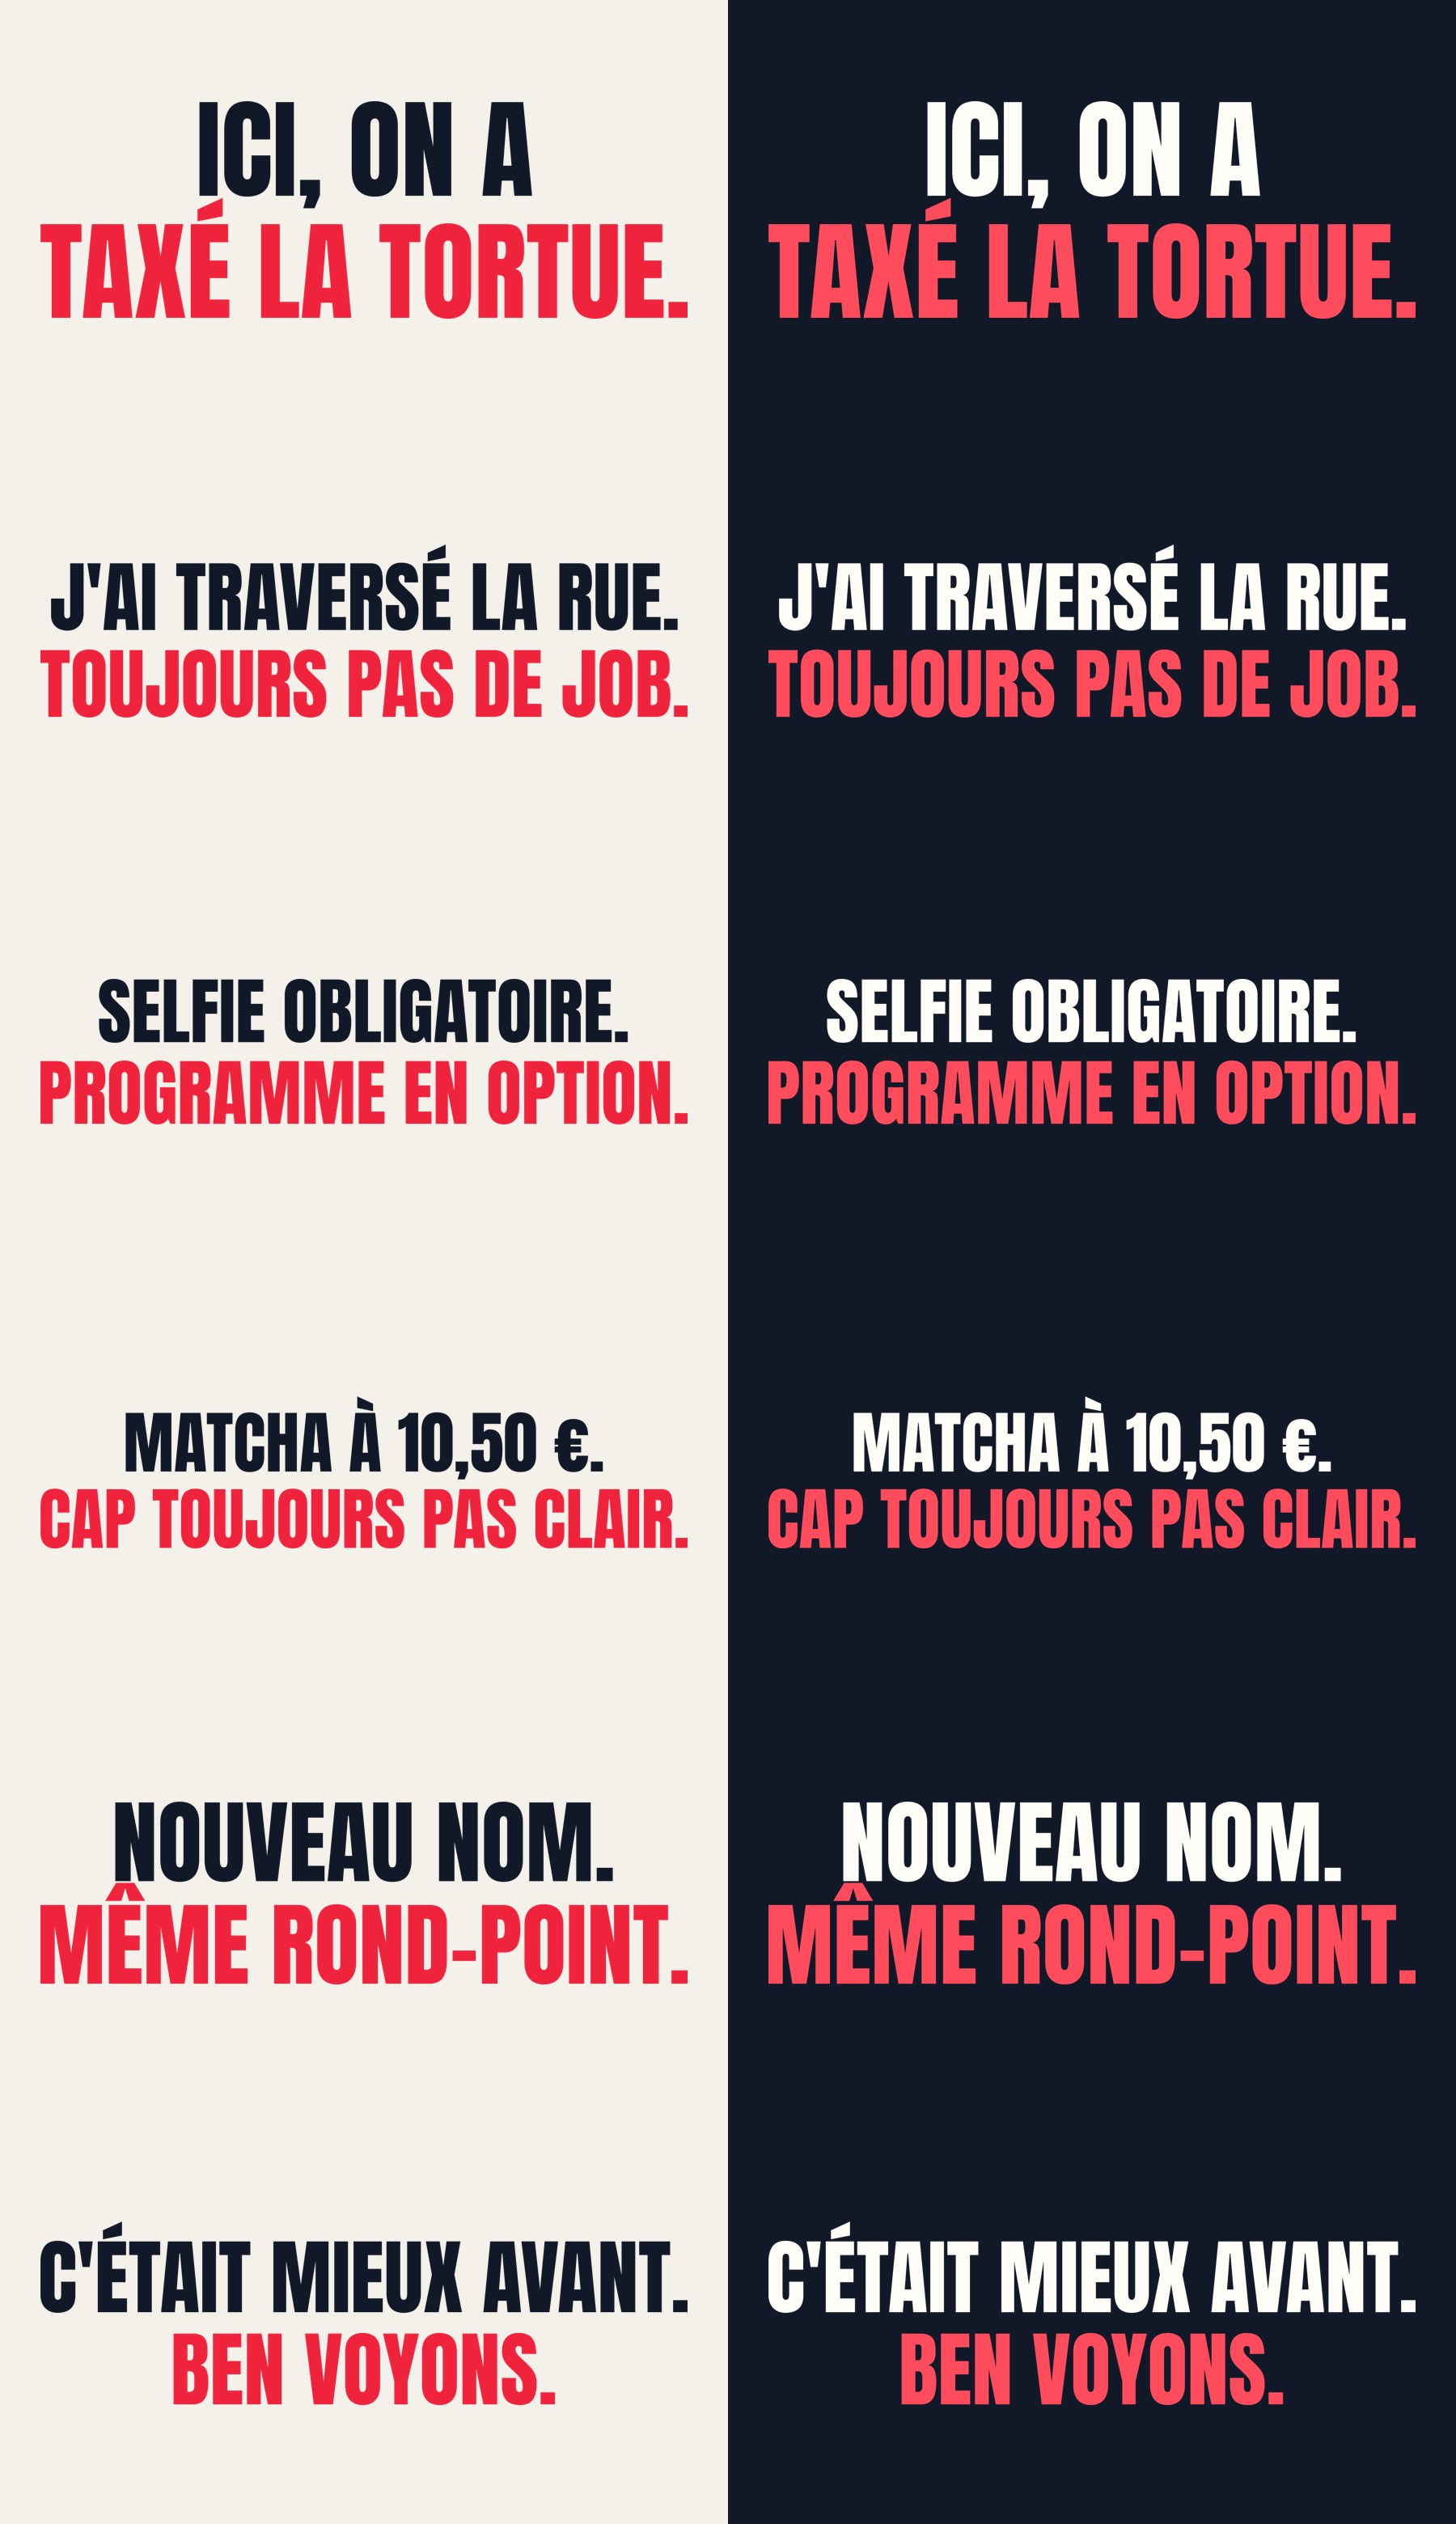 ICI, ON A
TAXÉ LA TORTUE.
J'AI TRAVERSÉ LA RUE.
TOUJOURS PAS DE JOB.
SELFIE OBLIGATOIRE.
PROGRAMME EN OPTION.
MATCHA À 10,50 €.
CAP TOUJOURS PAS CLAIR.
NOUVEAU NOM.
MÊME ROND-POINT.
C'ÉTAIT MIEUX AVANT.
BEN VOYONS.
ICI, ON A
TAXÉ LA TORTUE.
J'AI TRAVERSÉ LA RUE.
TOUJOURS PAS DE JOB.
SELFIE OBLIGATOIRE.
PROGRAMME EN OPTION.
MATCHA À 10,50 €.
CAP TOUJOURS PAS CLAIR.
NOUVEAU NOM.
MÊME ROND-POINT.
C'ÉTAIT MIEUX AVANT.
BEN VOYONS.